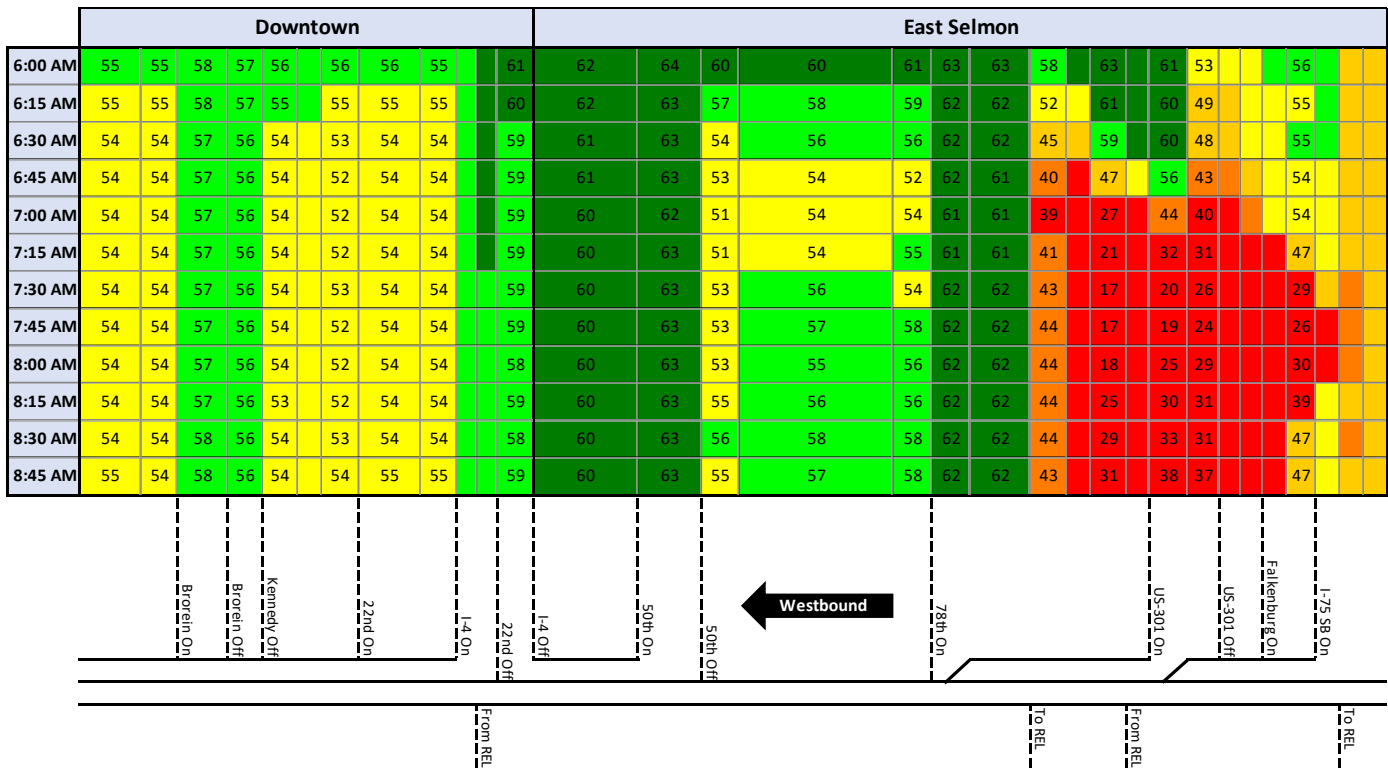 Downtown East Selmon
6:00 AM 55 55 58 57 56 56 56 55 61 62 64 60 60 61 63 63 58 63 61 53 56
6:15 AM 55 55 58 57 55 55 55 55 60 62 63 57 58 59 62 62 52 61 60 49 55
6:30 AM 54 54 57 56 54 53 54 54 59 61 63 54 56 56 62 62 45 59 60 48 55
6:45 AM 54 54 57 56 54 52 54 54 59 61 63 53 54 52 62 61 40 47 56 43 54
7:00 AM 54 54 57 56 54 52 54 54 59 60 62 51 54 54 61 61 39 27 44 40 54
7:15 AM 54 54 57 56 54 52 54 54 59 60 63 51 54 55 61 61 41 21 32 31 47
7:30 AM 54 54 57 56 54 53 54 54 59 60 63 53 56 54 62 62 43 17 20 26 29
7:45 AM 54 54 57 56 54 52 54 54 59 60 63 53 57 58 62 62 44 17 19 24 26
8:00 AM 54 54 57 56 54 52 54 54 58 60 63 53 55 56 62 62 44 18 25 29 30
8:15 AM 54 54 57 56 53 52 54 54 59 60 63 55 56 56 62 62 44 25 30 31 39
8:30 AM 54 54 58 56 54 53 54 54 58 60 63 56 58 58 62 62 44 29 33 31 47
8:45 AM 55 54 58 56 54 54 55 55 59 60 63 55 57 58 62 62 43 31 38 37 47
Brorein On
Brorein Off
Kennedy Off
22nd On
I-4 On
22nd Off
I-4 Off
50th On
50th Off
Westbound
78th On
US-301 On
US-301 Off
Falkenburg On
I-75 SB On
From REL
To REL
From REL
To REL